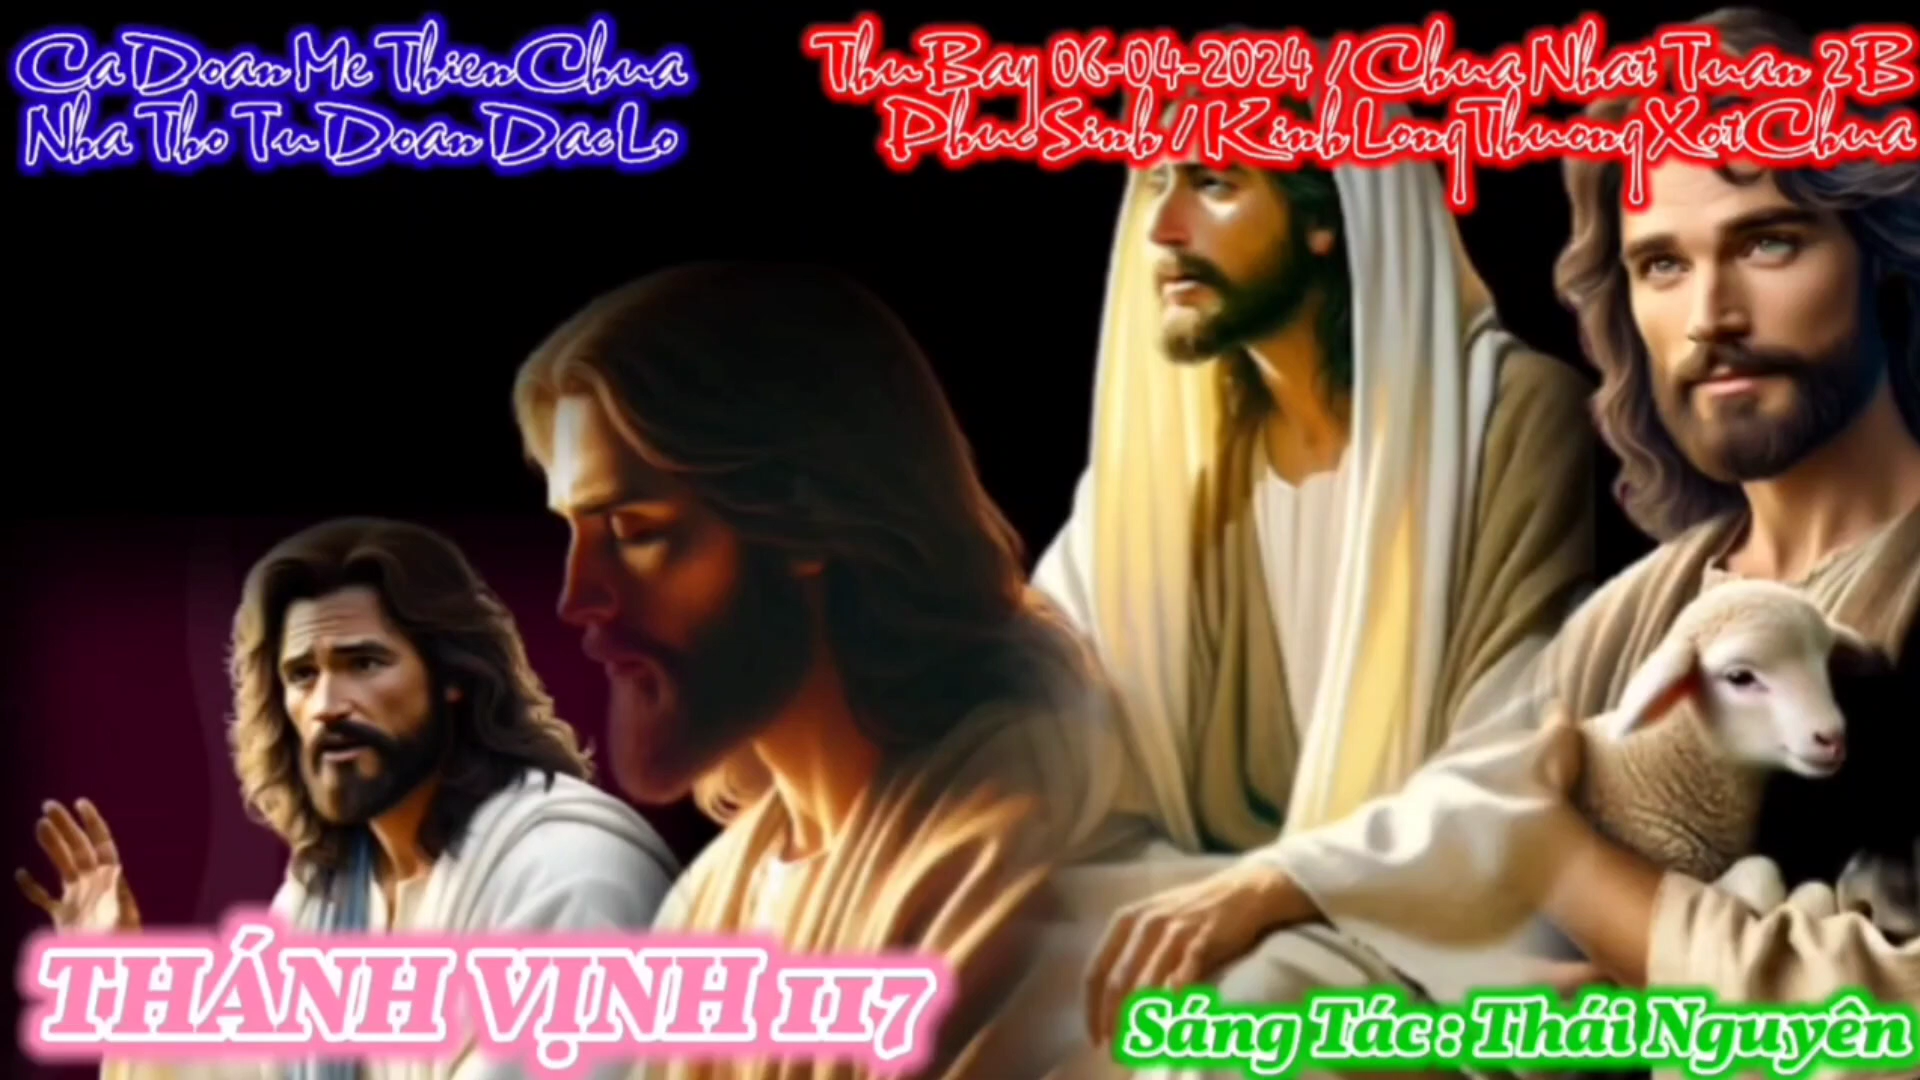 Ca Doan Me Thien Chua
Nha Tho Tu Doan Dac Lo
Thu Bay 06-04-2024 / Chua Nhat Tuan 2 B
Phuc Sinh / Kinh Long Thuong Xot Chua
THÁNH VỊNH 117
Sáng Tác : Thái Nguyên